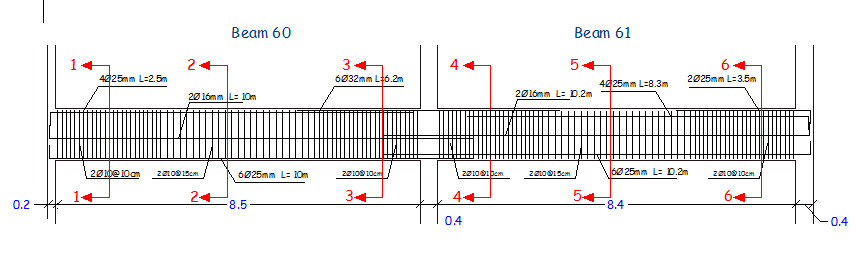 Beam 60 Beam 61
1 2 3 4 5 6
4Ø25mm L=2.5m 6Ø32mm L=6.2m 4Ø25mm L=8.3m 2Ø25mm L=3.5m
2Ø16mm L= 10m 2Ø16mm L= 10.2m
2Ø10@10cm 2Ø10@15cm 6Ø25mm L= 10m 2Ø10@10cm 2Ø10@10cm 2Ø10@15cm 6Ø25mm L= 10.2m 2Ø10@10cm
1 2 3 4 5 6
0.2 8.5 8.4
0.4 0.4